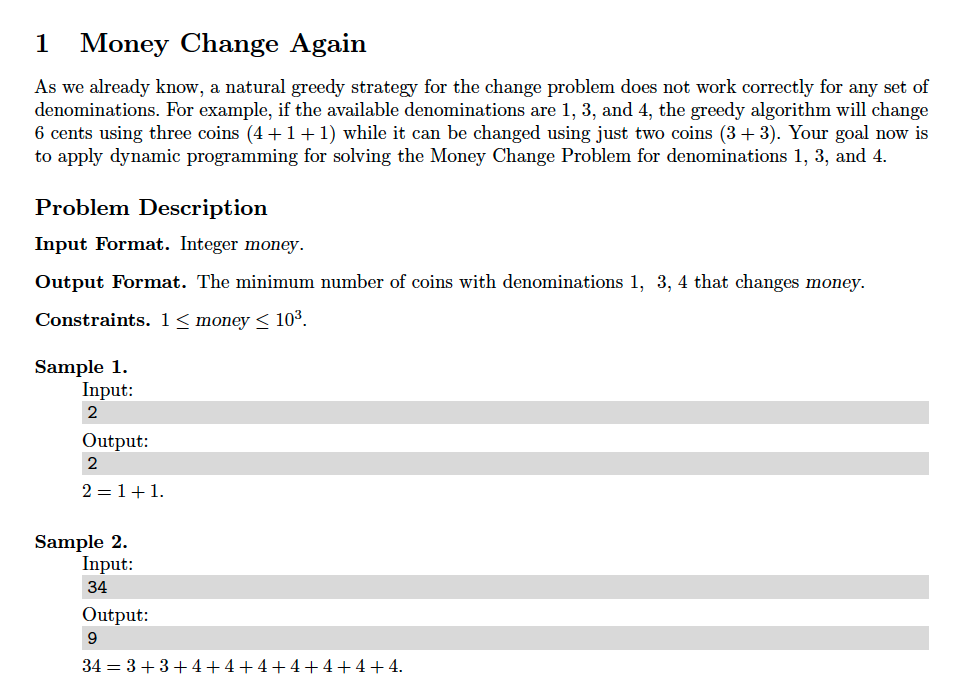 1 Money Change Again
As we already know, a natural greedy strategy for the change problem does not work correctly for any set of
denominations. For example, if the available denominations are 1, 3, and 4, the greedy algorithm will change
6 cents using three coins (4 + 1 + 1) while it can be changed using just two coins (3 + 3). Your goal now is
to apply dynamic programming for solving the Money Change Problem for denominations 1, 3, and 4.
Problem Description
Input Format. Integer money.
Output Format. The minimum number of coins with denominations 1, 3, 4 that changes money.
Constraints. 1 ≤ money ≤ 10³.
Sample 1.
Input:
2
Output:
2
2 = 1 + 1.
Sample 2.
Input:
34
Output:
9
34 = 3 + 3 + 4 + 4 + 4 + 4 + 4 + 4 + 4.